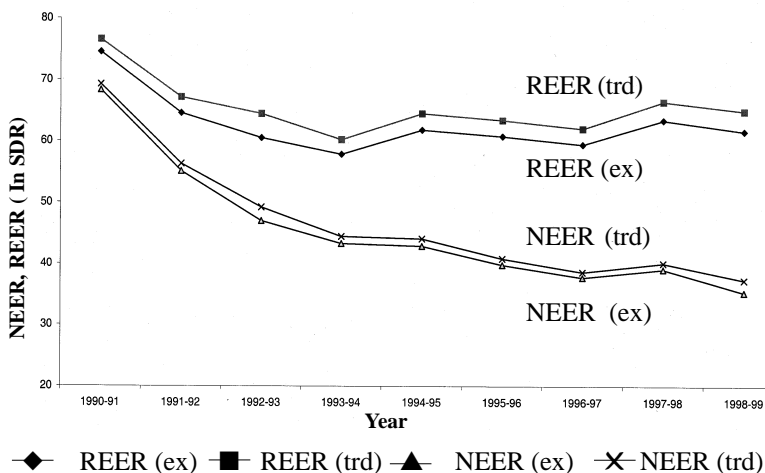 NEER, REER ( In SDR)
80
70
60
50
40
30
20
REER (trd)
REER (ex)
NEER (trd)
NEER (ex)
1990-91 1991-92 1992-93 1993-94 1994-95 1995-96 1996-97 1997-98 1998-99
Year
REER (ex) REER (trd) NEER (ex) NEER (trd)